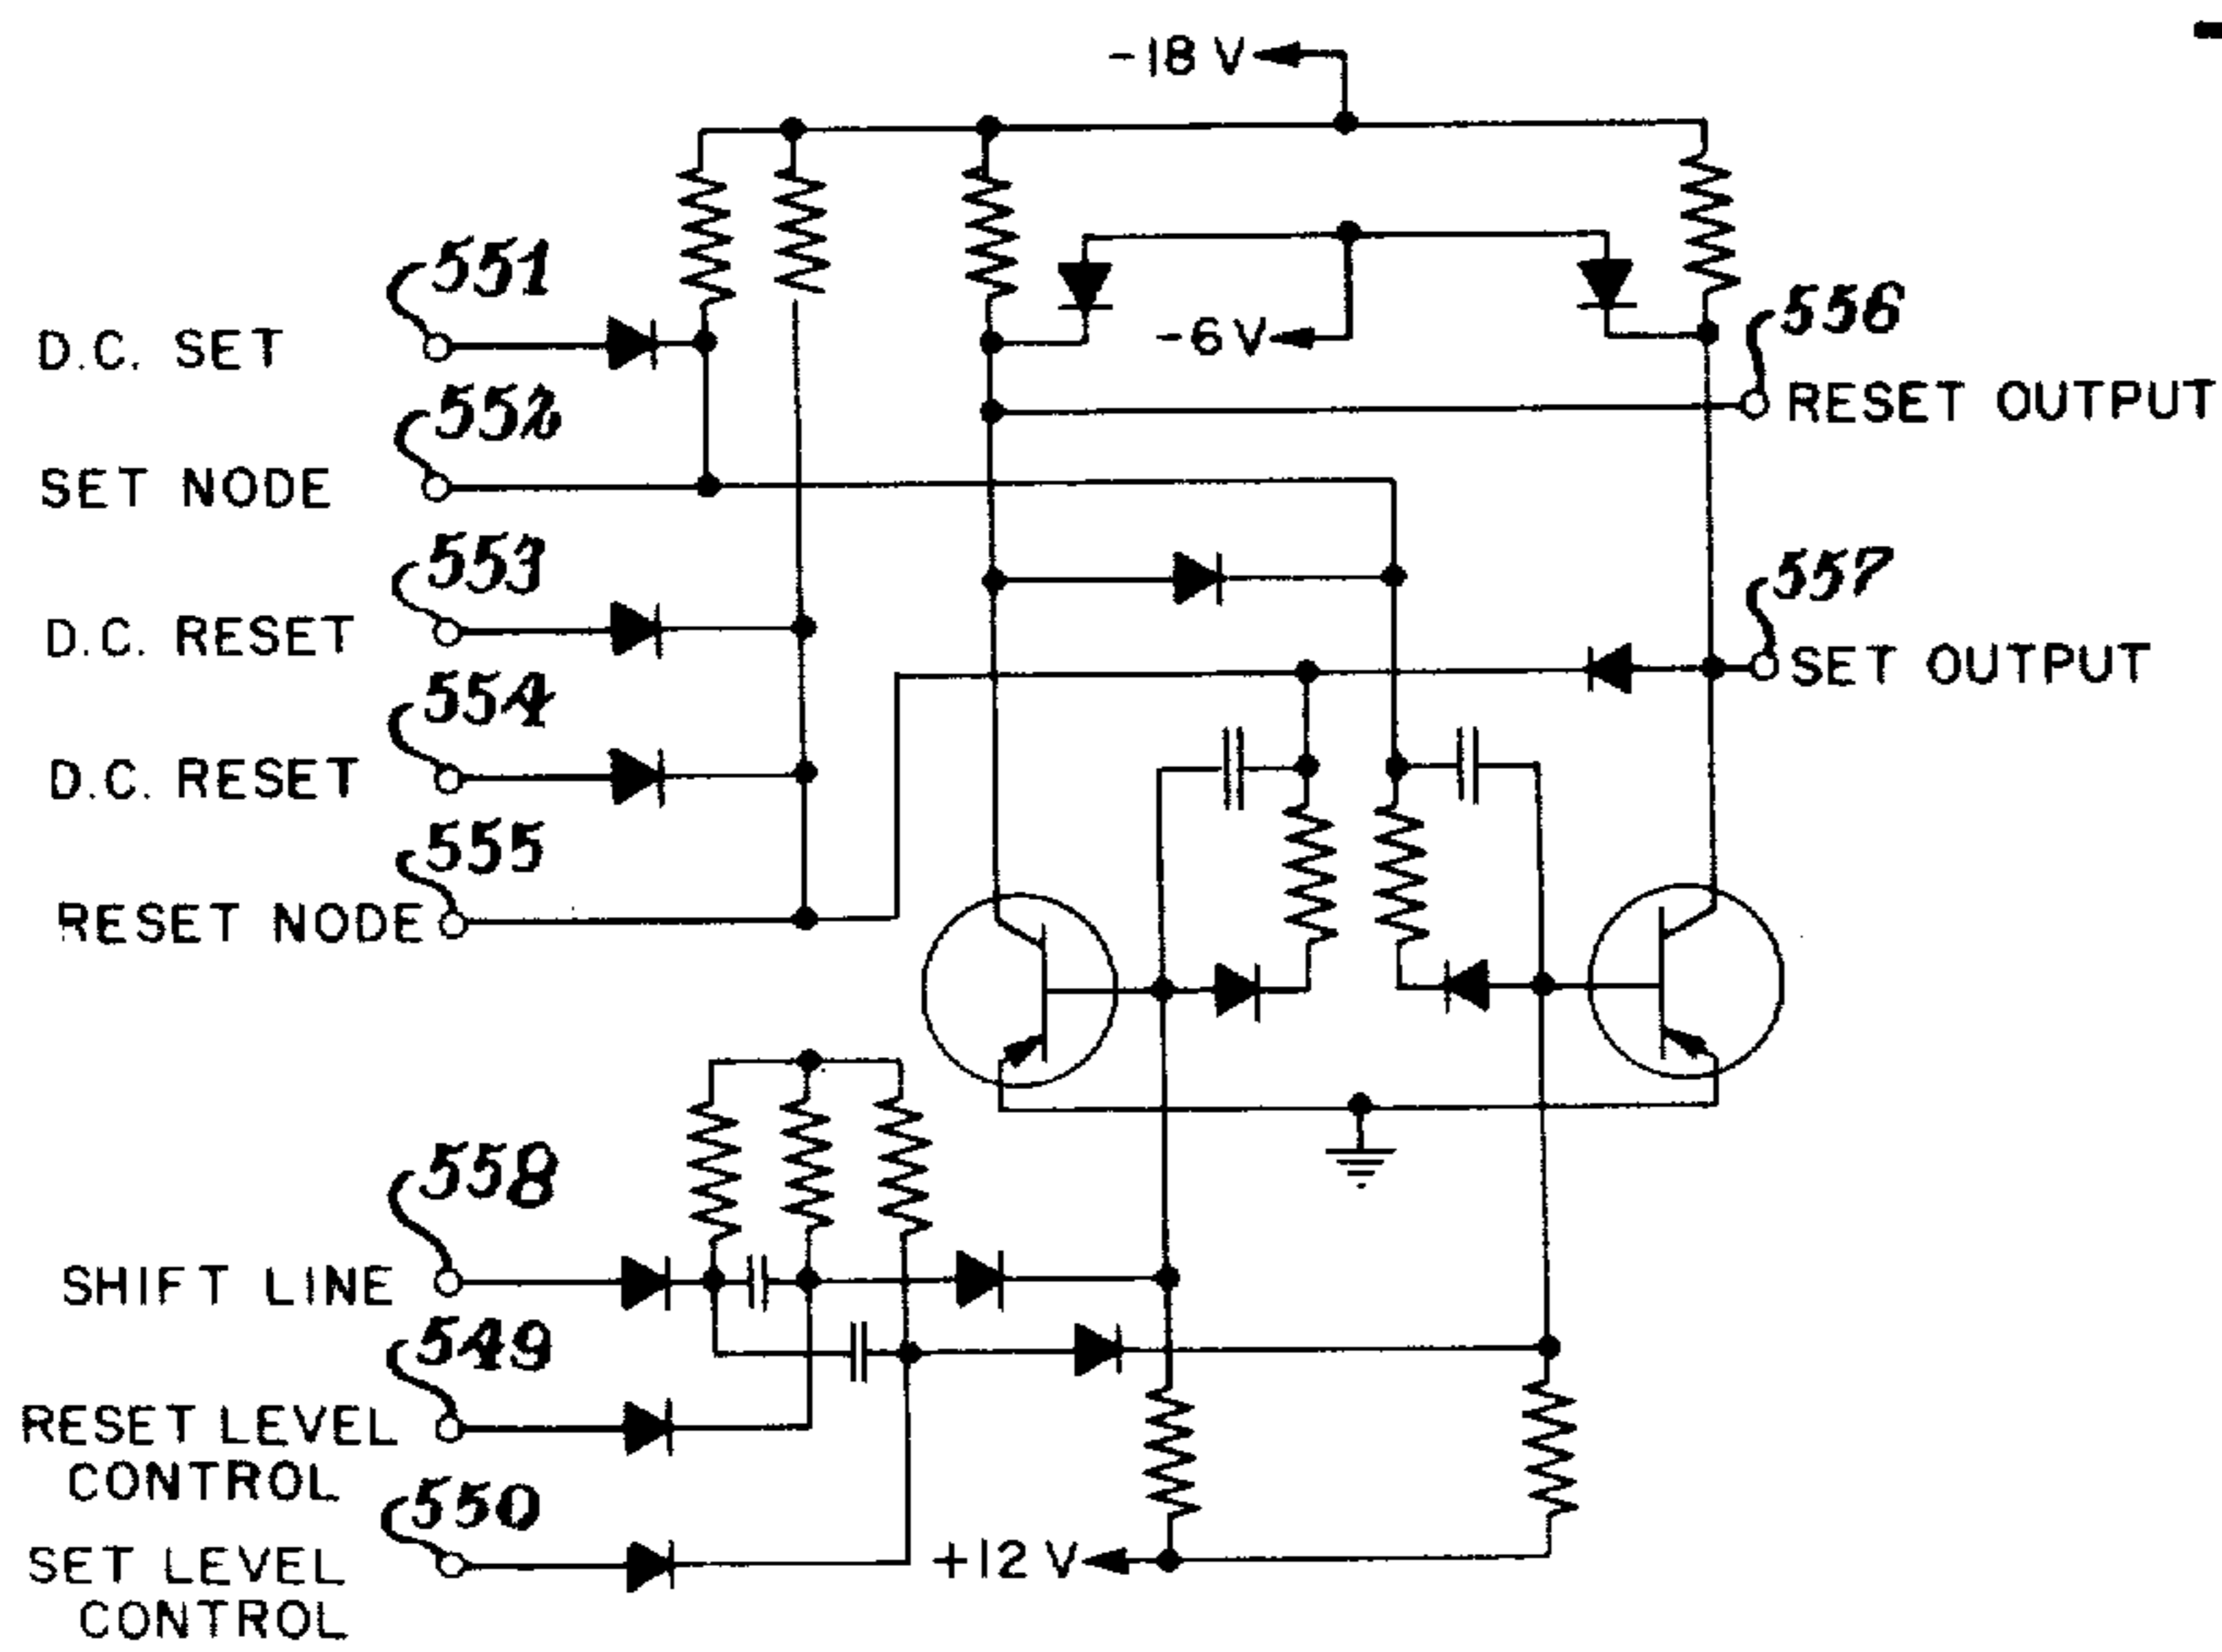 -18 V
551
-6 V
556
D.C. SET
RESET OUTPUT
552
SET NODE
553
557
D.C. RESET
SET OUTPUT
554
D.C. RESET
555
RESET NODE
558
SHIFT LINE
549
RESET LEVEL
CONTROL
550
+12 V
SET LEVEL
CONTROL